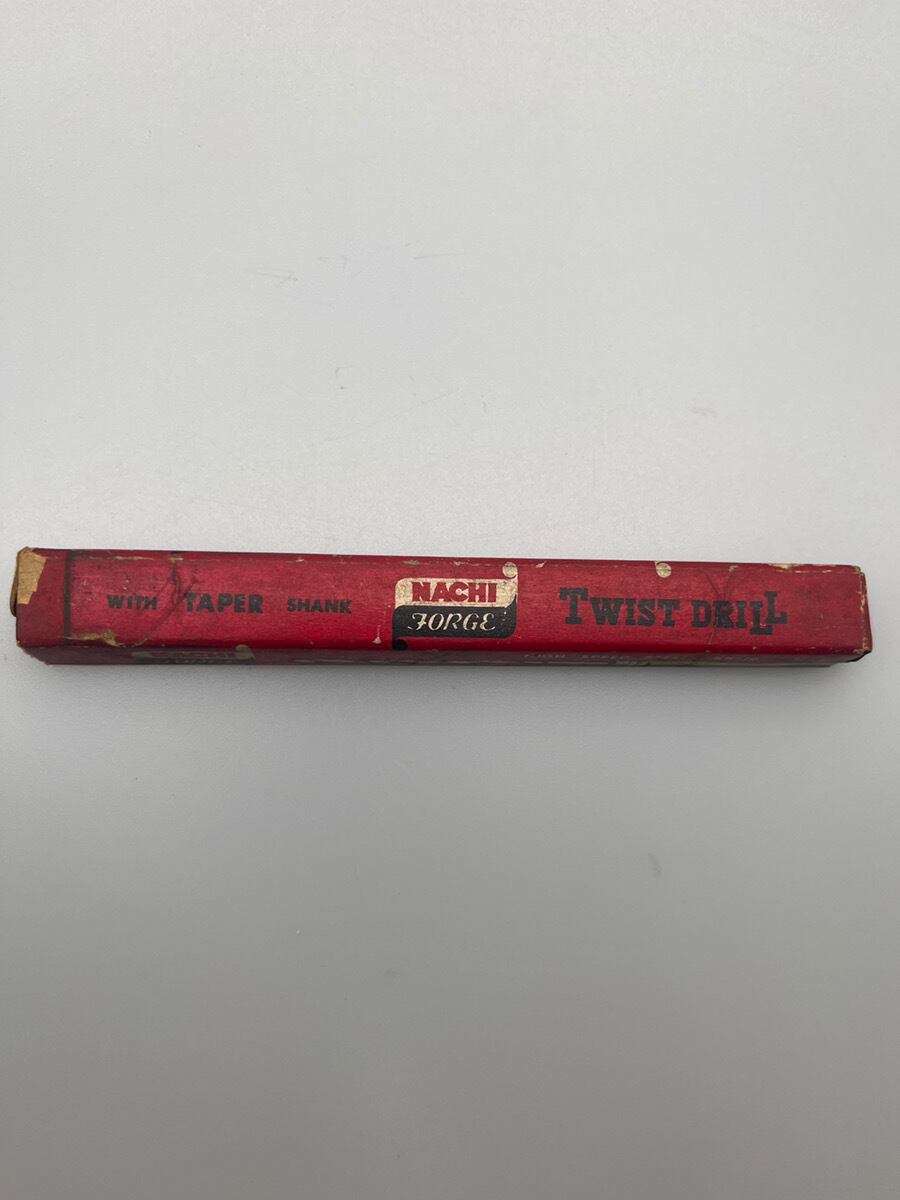 WITH TAPER SHANK
NACHI
FORGE
TWIST DRILL